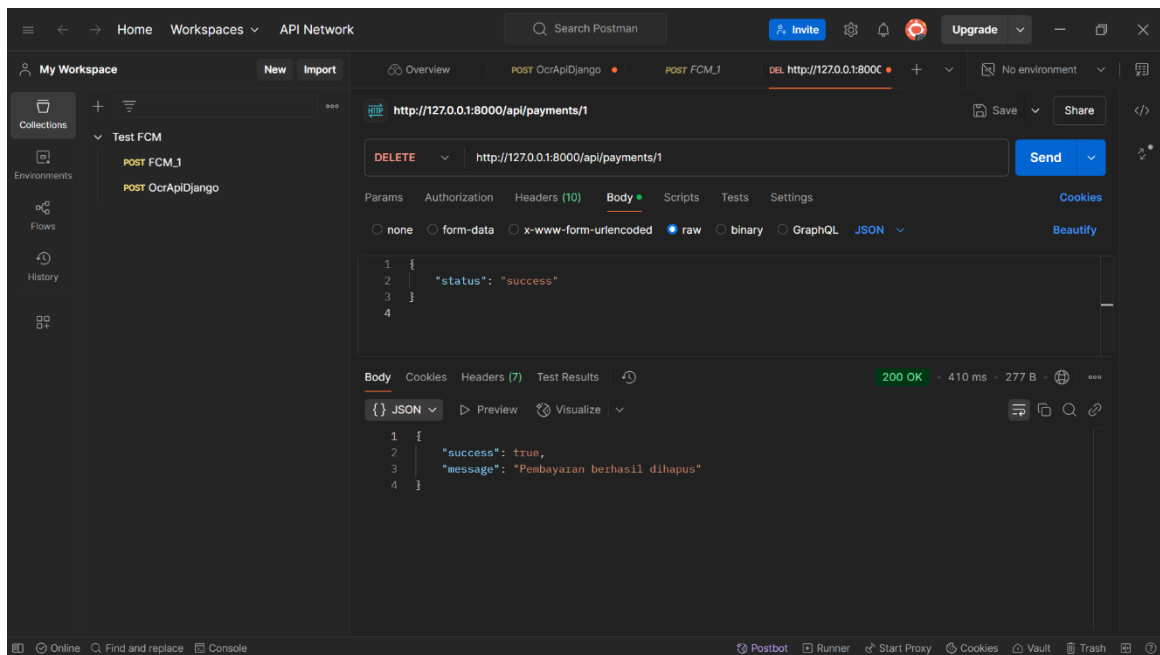 Home Workspaces API Network Search Postman Invite Upgrade
My Workspace New Import Overview POST OcrApiDjango POST FCM_1 DEL http://127.0.0.1:8000 No environment
Collections
Environments
Flows
History
Test FCM
POST FCM_1
POST OcrApiDjango
HTTP http://127.0.0.1:8000/api/payments/1 Save Share
DELETE http://127.0.0.1:8000/api/payments/1 Send
Params Authorization Headers (10) Body Scripts Tests Settings Cookies
none form-data x-www-form-urlencoded raw binary GraphQL JSON Beautify
1 {
2 "status": "success"
3 }
4
Body Cookies Headers (7) Test Results 200 OK 410 ms 277 B
{} JSON Preview Visualize
1 {
2 "success": true,
3 "message": "Pembayaran berhasil dihapus"
4 }
Online Find and replace Console Postbot Runner Start Proxy Cookies Vault Trash